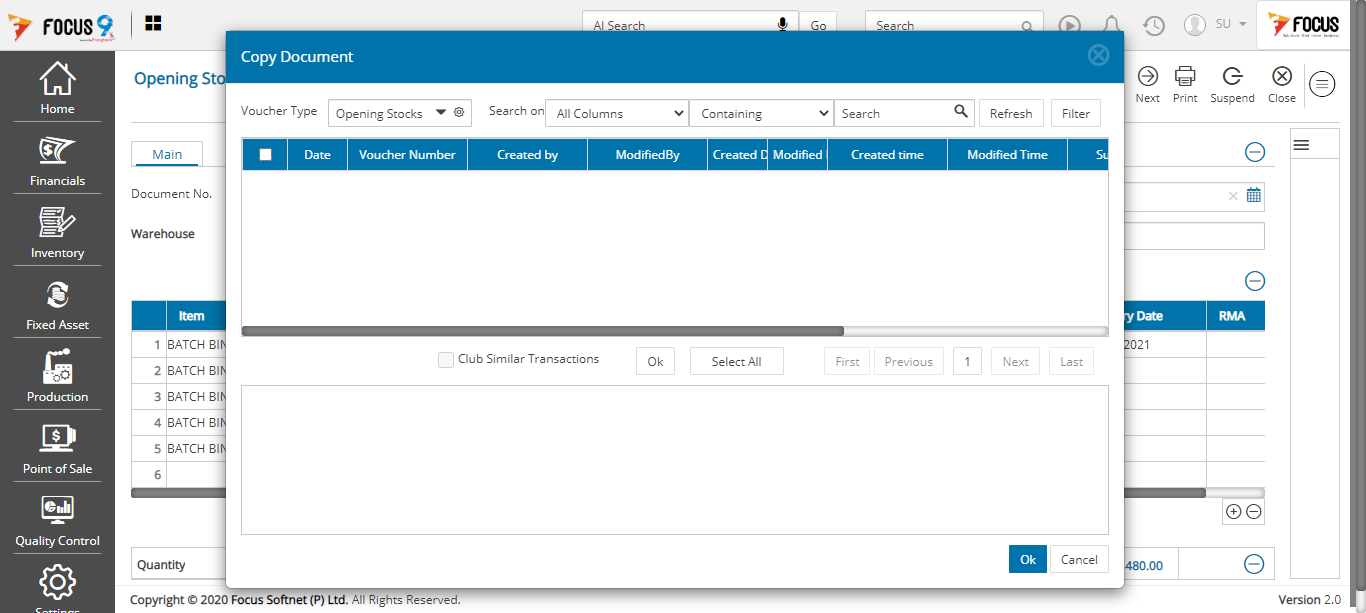 FOCUS 9
AI Search
Go
Search
SU
FOCUS
Home
Financials
Inventory
Fixed Asset
Production
Point of Sale
Quality Control
Settings
Opening Sto
Next
Print
Suspend
Close
Main
Document No.
Warehouse
Copy Document
Voucher Type
Opening Stocks
Search on
All Columns
Containing
Search
Refresh
Filter
Date
Voucher Number
Created by
ModifiedBy
Created D
Modified
Created time
Modified Time
Su
Club Similar Transactions
Ok
Select All
First
Previous
1
Next
Last
Ok
Cancel
Item
ry Date
RMA
1 BATCH BIN
2021
2 BATCH BIN
3 BATCH BIN
4 BATCH BIN
5 BATCH BIN
6
Quantity
480.00
Copyright © 2020 Focus Softnet (P) Ltd. All Rights Reserved.
Version 2.0